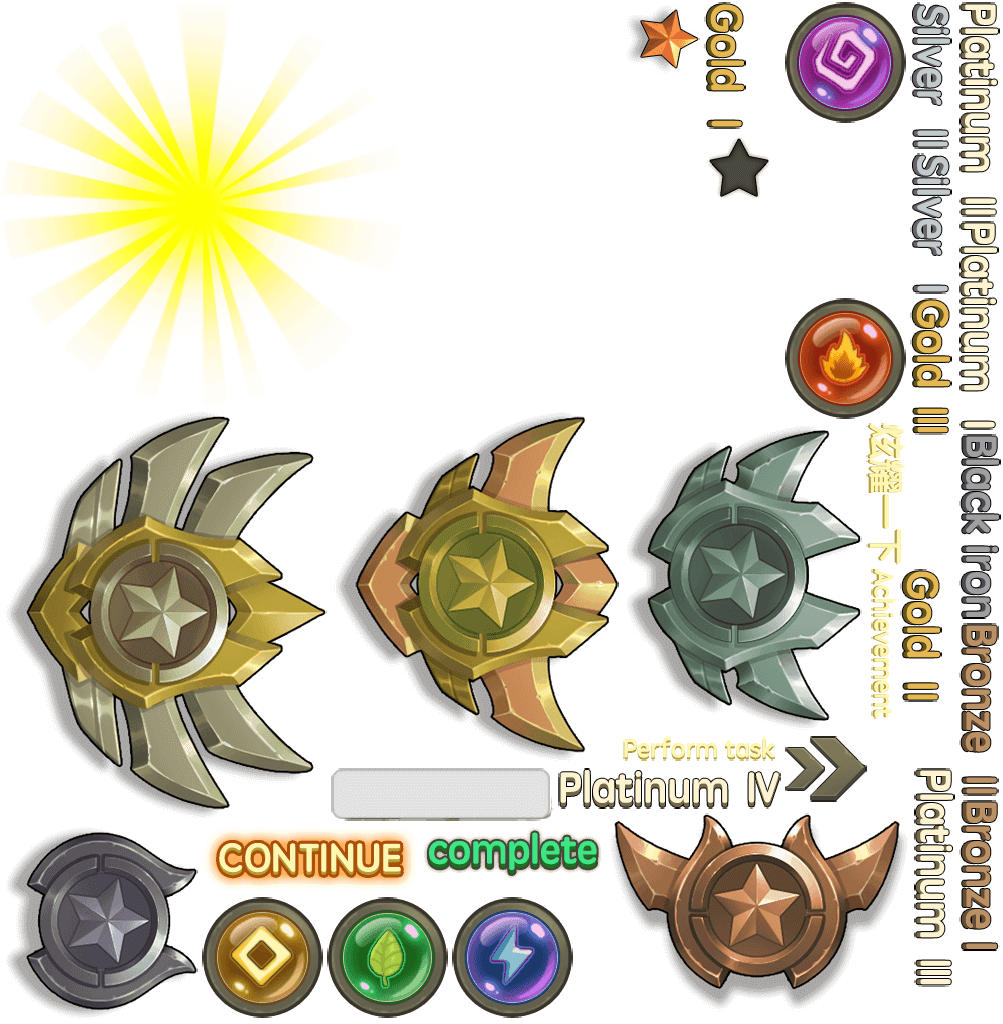 Gold I
Platinum II
Platinum I
Black iron
Bronze II
Bronze I
Silver II
Silver I
Gold III
炫耀一下
Achievement
Gold II
Perform task
Platinum IV
Platinum III
CONTINUE
complete